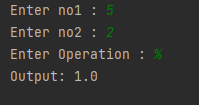 Enter no1 : 5
Enter no2 : 2
Enter Operation : %
Output: 1.0